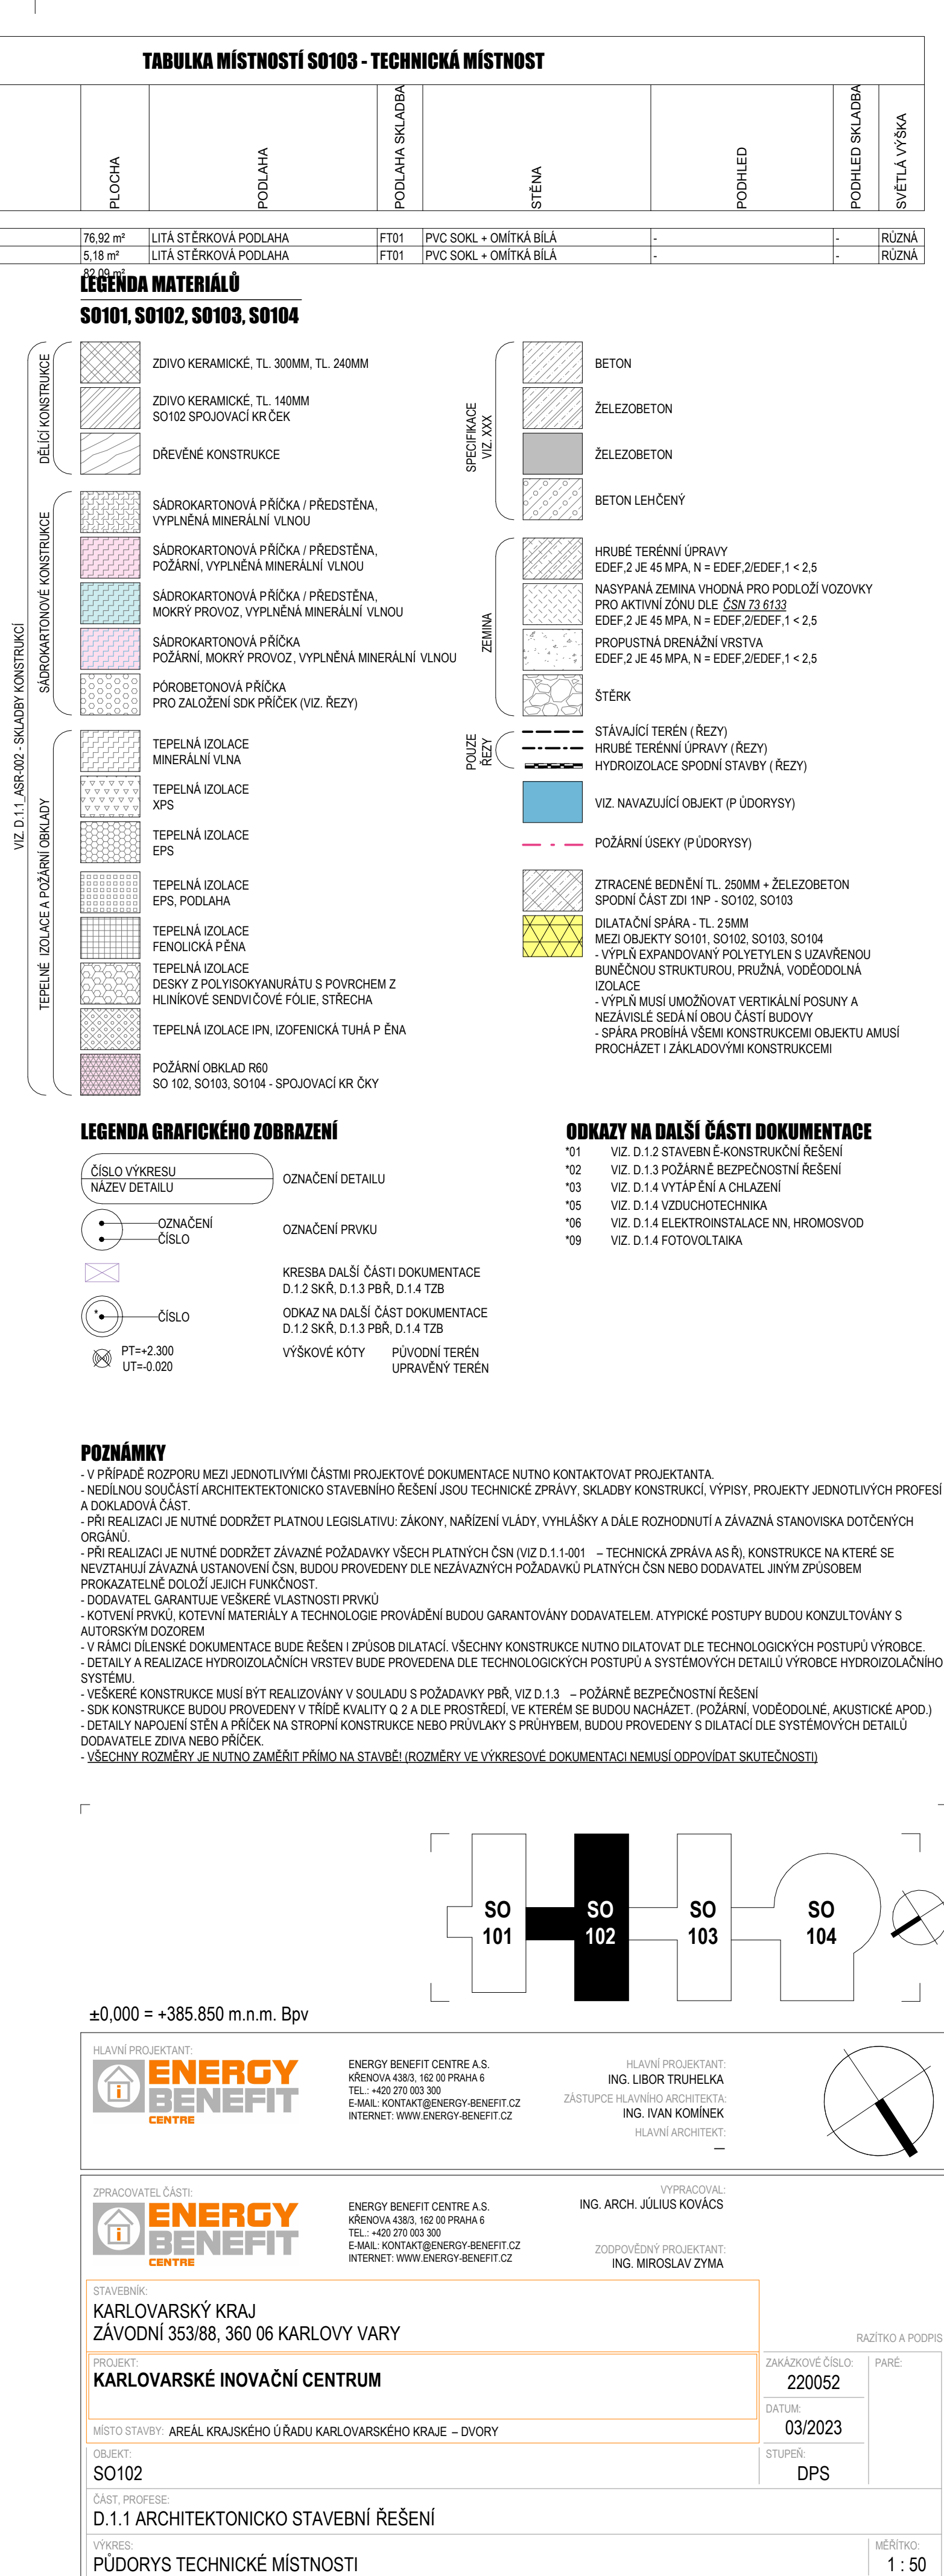 TABULKA MÍSTNOSTÍ SO103 - TECHNICKÁ MÍSTNOST
PLOCHA
PODLAHA
PODLAHA SKLADBA
STĚNA
PODHLED
PODHLED SKLADBA
SVĚTLÁ VÝŠKA
76,92 m² LITÁ STĚRKOVÁ PODLAHA FT01 PVC SOKL + OMÍTKA BÍLÁ - - RŮZNÁ
5,18 m² LITÁ STĚRKOVÁ PODLAHA FT01 PVC SOKL + OMÍTKA BÍLÁ - - RŮZNÁ
82,09 m²
LEGENDA MATERIÁLŮ
SO101, SO102, SO103, SO104
VIZ. D.1.1_ASR-002 - SKLADBY KONSTRUKCÍ
DĚLÍCÍ KONSTRUKCE
ZDIVO KERAMICKÉ, TL. 300MM, TL. 240MM
ZDIVO KERAMICKÉ, TL. 140MM
SO102 SPOJOVACÍ KRČEK
DŘEVĚNÉ KONSTRUKCE
SÁDROKARTONOVÉ KONSTRUKCE
SÁDROKARTONOVÁ PŘÍČKA / PŘEDSTĚNA,
VYPLNĚNÁ MINERÁLNÍ VLNOU
SÁDROKARTONOVÁ PŘÍČKA / PŘEDSTĚNA,
POŽÁRNÍ, VYPLNĚNÁ MINERÁLNÍ VLNOU
SÁDROKARTONOVÁ PŘÍČKA / PŘEDSTĚNA,
MOKRÝ PROVOZ, VYPLNĚNÁ MINERÁLNÍ VLNOU
SÁDROKARTONOVÁ PŘÍČKA
POŽÁRNÍ, MOKRÝ PROVOZ, VYPLNĚNÁ MINERÁLNÍ VLNOU
PÓROBETONOVÁ PŘÍČKA
PRO ZALOŽENÍ SDK PŘÍČEK (VIZ. ŘEZY)
TEPELNÉ IZOLACE A POŽÁRNÍ OBKLADY
TEPELNÁ IZOLACE
MINERÁLNÍ VLNA
TEPELNÁ IZOLACE
XPS
TEPELNÁ IZOLACE
EPS
TEPELNÁ IZOLACE
EPS, PODLAHA
TEPELNÁ IZOLACE
FENOLICKÁ PĚNA
TEPELNÁ IZOLACE
DESKY Z POLYISOKYANURÁTU S POVRCHEM Z
HLINÍKOVÉ SENDVIČOVÉ FÓLIE, STŘECHA
TEPELNÁ IZOLACE IPN, IZOFENICKÁ TUHÁ PĚNA
POŽÁRNÍ OBKLAD R60
SO 102, SO103, SO104 - SPOJOVACÍ KRČKY
SPECIFIKACE
VIZ. XXX
BETON
ŽELEZOBETON
ŽELEZOBETON
BETON LEHČENÝ
ZEMINA
HRUBÉ TERÉNNÍ ÚPRAVY
EDEF,2 JE 45 MPA, N = EDEF,2/EDEF,1 < 2,5
NASYPANÁ ZEMINA VHODNÁ PRO PODLOŽÍ VOZOVKY
PRO AKTIVNÍ ZÓNU DLE ČSN 73 6133
EDEF,2 JE 45 MPA, N = EDEF,2/EDEF,1 < 2,5
PROPUSTNÁ DRENÁŽNÍ VRSTVA
EDEF,2 JE 45 MPA, N = EDEF,2/EDEF,1 < 2,5
ŠTĚRK
POUZE
ŘEZY
STÁVAJÍCÍ TERÉN (ŘEZY)
HRUBÉ TERÉNNÍ ÚPRAVY (ŘEZY)
HYDROIZOLACE SPODNÍ STAVBY (ŘEZY)
VIZ. NAVAZUJÍCÍ OBJEKT (PŮDORYSY)
POŽÁRNÍ ÚSEKY (PŮDORYSY)
ZTRACENÉ BEDNĚNÍ TL. 250MM + ŽELEZOBETON
SPODNÍ ČÁST ZDI 1NP - SO102, SO103
DILATAČNÍ SPÁRA - TL. 25MM
MEZI OBJEKTY SO101, SO102, SO103, SO104
- VÝPLŇ EXPANDOVANÝ POLYETYLEN S UZAVŘENOU
BUNĚČNOU STRUKTUROU, PRUŽNÁ, VODĚODOLNÁ
IZOLACE
- VÝPLŇ MUSÍ UMOŽŇOVAT VERTIKÁLNÍ POSUNY A
NEZÁVISLÉ SEDÁNÍ OBOU ČÁSTÍ BUDOVY
- SPÁRA PROBÍHÁ VŠEMI KONSTRUKCEMI OBJEKTU AMUSÍ
PROCHÁZET I ZÁKLADOVÝMI KONSTRUKCEMI
LEGENDA GRAFICKÉHO ZOBRAZENÍ
ČÍSLO VÝKRESU
NÁZEV DETAILU
OZNAČENÍ DETAILU
OZNAČENÍ
ČÍSLO
OZNAČENÍ PRVKU
KRESBA DALŠÍ ČÁSTI DOKUMENTACE
D.1.2 SKŘ, D.1.3 PBŘ, D.1.4 TZB
* ČÍSLO
ODKAZ NA DALŠÍ ČÁST DOKUMENTACE
D.1.2 SKŘ, D.1.3 PBŘ, D.1.4 TZB
PT=+2.300
UT=-0.020
VÝŠKOVÉ KÓTY PŮVODNÍ TERÉN
UPRAVĚNÝ TERÉN
ODKAZY NA DALŠÍ ČÁSTI DOKUMENTACE
*01 VIZ. D.1.2 STAVEBNĚ-KONSTRUKČNÍ ŘEŠENÍ
*02 VIZ. D.1.3 POŽÁRNĚ BEZPEČNOSTNÍ ŘEŠENÍ
*03 VIZ. D.1.4 VYTÁPĚNÍ A CHLAZENÍ
*05 VIZ. D.1.4 VZDUCHOTECHNIKA
*06 VIZ. D.1.4 ELEKTROINSTALACE NN, HROMOSVOD
*09 VIZ. D.1.4 FOTOVOLTAIKA
POZNÁMKY
- V PŘÍPADĚ ROZPORU MEZI JEDNOTLIVÝMI ČÁSTMI PROJEKTOVÉ DOKUMENTACE NUTNO KONTAKTOVAT PROJEKTANTA.
- NEDÍLNOU SOUČÁSTÍ ARCHITEKTEKTONICKO STAVEBNÍHO ŘEŠENÍ JSOU TECHNICKÉ ZPRÁVY, SKLADBY KONSTRUKCÍ, VÝPISY, PROJEKTY JEDNOTLIVÝCH PROFESÍ
A DOKLADOVÁ ČÁST.
- PŘI REALIZACI JE NUTNÉ DODRŽET PLATNOU LEGISLATIVU: ZÁKONY, NAŘÍZENÍ VLÁDY, VYHLÁŠKY A DÁLE ROZHODNUTÍ A ZÁVAZNÁ STANOVISKA DOTČENÝCH
ORGÁNŮ.
- PŘI REALIZACI JE NUTNÉ DODRŽET ZÁVAZNÉ POŽADAVKY VŠECH PLATNÝCH ČSN (VIZ D.1.1-001 – TECHNICKÁ ZPRÁVA ASŘ), KONSTRUKCE NA KTERÉ SE
NEVZTAHUJÍ ZÁVAZNÁ USTANOVENÍ ČSN, BUDOU PROVEDENY DLE NEZÁVAZNÝCH POŽADAVKŮ PLATNÝCH ČSN NEBO DODAVATEL JINÝM ZPŮSOBEM
PROKAZATELNĚ DOLOŽÍ JEJICH FUNKČNOST.
- DODAVATEL GARANTUJE VEŠKERÉ VLASTNOSTI PRVKŮ
- KOTVENÍ PRVKŮ, KOTEVNÍ MATERIÁLY A TECHNOLOGIE PROVÁDĚNÍ BUDOU GARANTOVÁNY DODAVATELEM. ATYPICKÉ POSTUPY BUDOU KONZULTOVÁNY S
AUTORSKÝM DOZOREM
- V RÁMCI DÍLENSKÉ DOKUMENTACE BUDE ŘEŠEN I ZPŮSOB DILATACÍ. VŠECHNY KONSTRUKCE NUTNO DILATOVAT DLE TECHNOLOGICKÝCH POSTUPŮ VÝROBCE.
- DETAILY A REALIZACE HYDROIZOLAČNÍCH VRSTEV BUDE PROVEDENA DLE TECHNOLOGICKÝCH POSTUPŮ A SYSTÉMOVÝCH DETAILŮ VÝROBCE HYDROIZOLAČNÍHO
SYSTÉMU.
- VEŠKERÉ KONSTRUKCE MUSÍ BÝT REALIZOVÁNY V SOULADU S POŽADAVKY PBŘ, VIZ D.1.3 – POŽÁRNĚ BEZPEČNOSTNÍ ŘEŠENÍ
- SDK KONSTRUKCE BUDOU PROVEDENY V TŘÍDĚ KVALITY Q 2 A DLE PROSTŘEDÍ, VE KTERÉM SE BUDOU NACHÁZET. (POŽÁRNÍ, VODĚODOLNÉ, AKUSTICKÉ APOD.)
- DETAILY NAPOJENÍ STĚN A PŘÍČEK NA STROPNÍ KONSTRUKCE NEBO PRŮVLAKY S PRŮHYBEM, BUDOU PROVEDENY S DILATACÍ DLE SYSTÉMOVÝCH DETAILŮ
DODAVATELE ZDIVA NEBO PŘÍČEK.
- VŠECHNY ROZMĚRY JE NUTNO ZAMĚŘIT PŘÍMO NA STAVBĚ! (ROZMĚRY VE VÝKRESOVÉ DOKUMENTACI NEMUSÍ ODPOVÍDAT SKUTEČNOSTI)
SO SO SO SO
101 102 103 104
±0,000 = +385.850 m.n.m. Bpv
HLAVNÍ PROJEKTANT:
ENERGY
BENEFIT
CENTRE
ENERGY BENEFIT CENTRE A.S.
KŘENOVA 438/3, 162 00 PRAHA 6
TEL.: +420 270 003 300
E-MAIL: KONTAKT@ENERGY-BENEFIT.CZ
INTERNET: WWW.ENERGY-BENEFIT.CZ
HLAVNÍ PROJEKTANT:
ING. LIBOR TRUHELKA
ZÁSTUPCE HLAVNÍHO ARCHITEKTA:
ING. IVAN KOMÍNEK
HLAVNÍ ARCHITEKT:
—
ZPRACOVATEL ČÁSTI:
ENERGY
BENEFIT
CENTRE
ENERGY BENEFIT CENTRE A.S.
KŘENOVA 438/3, 162 00 PRAHA 6
TEL.: +420 270 003 300
E-MAIL: KONTAKT@ENERGY-BENEFIT.CZ
INTERNET: WWW.ENERGY-BENEFIT.CZ
VYPRACOVAL:
ING. ARCH. JÚLIUS KOVÁCS
ZODPOVĚDNÝ PROJEKTANT:
ING. MIROSLAV ZYMA
STAVEBNÍK:
KARLOVARSKÝ KRAJ
ZÁVODNÍ 353/88, 360 06 KARLOVY VARY
RAZÍTKO A PODPIS
PROJEKT:
KARLOVARSKÉ INOVAČNÍ CENTRUM
ZAKÁZKOVÉ ČÍSLO:
220052
PARÉ:
DATUM:
03/2023
MÍSTO STAVBY: AREÁL KRAJSKÉHO ÚŘADU KARLOVARSKÉHO KRAJE – DVORY
OBJEKT:
SO102
STUPEŇ:
DPS
ČÁST, PROFESE:
D.1.1 ARCHITEKTONICKO STAVEBNÍ ŘEŠENÍ
VÝKRES:
PŮDORYS TECHNICKÉ MÍSTNOSTI
MĚŘÍTKO:
1 : 50